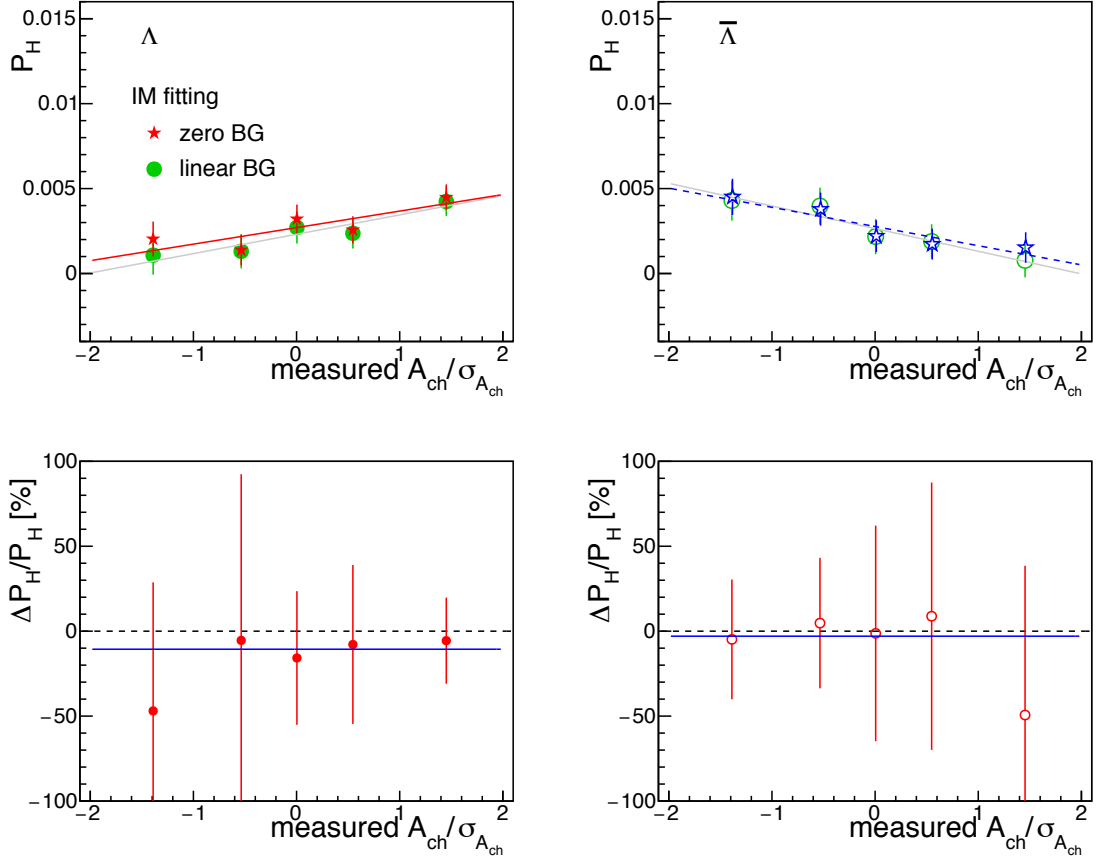 P_H
0.015
0.01
0.005
0
Λ
IM fitting
zero BG
linear BG
−2 −1 0 1 2
measured A_ch/σ_A_ch
P_H
0.015
0.01
0.005
0
Λ̅
−2 −1 0 1 2
measured A_ch/σ_A_ch
ΔP_H/P_H [%]
100
50
0
−50
−100
−2 −1 0 1 2
measured A_ch/σ_A_ch
ΔP_H/P_H [%]
100
50
0
−50
−100
−2 −1 0 1 2
measured A_ch/σ_A_ch